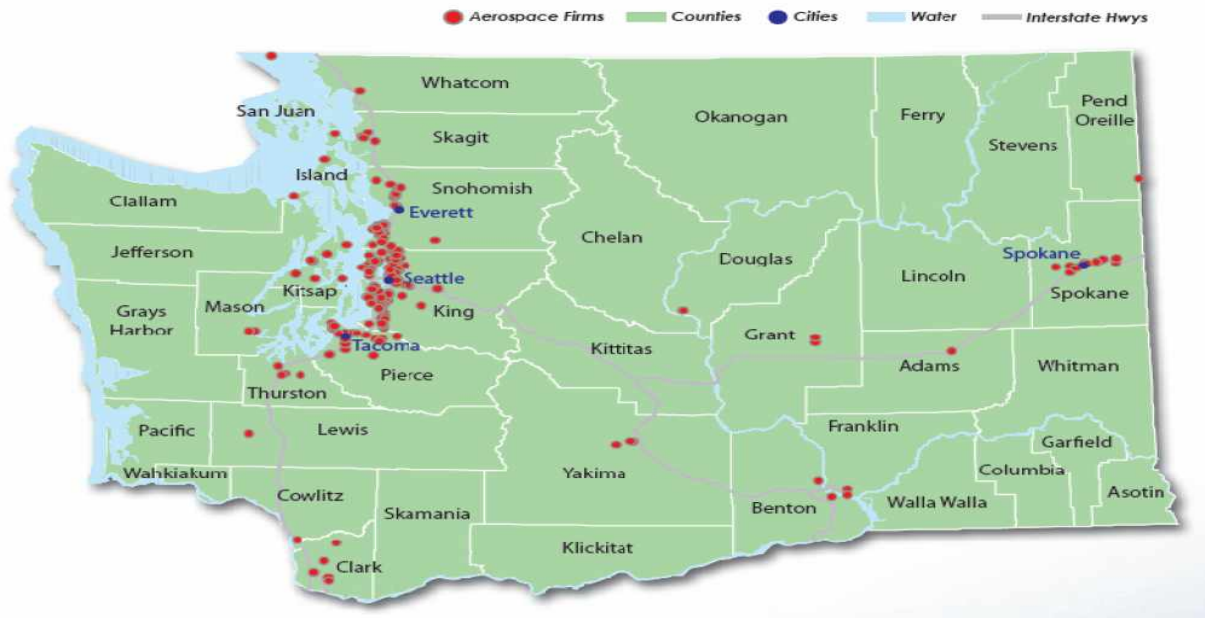 Aerospace Firms Counties Cities Water Interstate Hwys
Whatcom
San Juan
Skagit
Okanogan
Ferry
Pend
Oreille
Stevens
Island
Snohomish
Clallam
Everett
Chelan
Jefferson
Douglas
Spokane
Lincoln
Seattle
Kitsap
Mason
King
Spokane
Grays
Harbor
Grant
Tacoma
Kittitas
Adams
Whitman
Pierce
Thurston
Pacific
Lewis
Franklin
Garfield
Wahkiakum
Yakima
Columbia
Cowlitz
Asotin
Skamania
Benton
Walla Walla
Klickitat
Clark